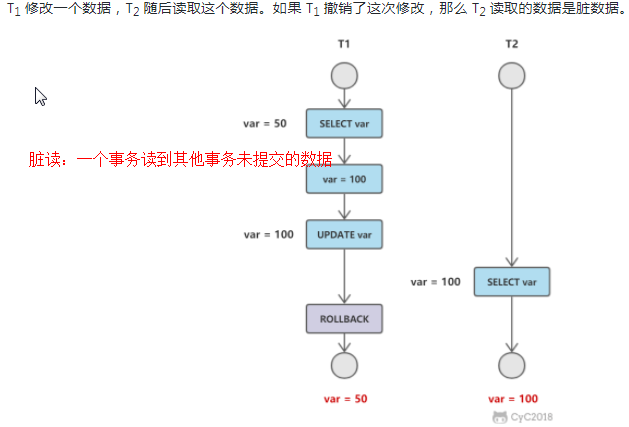 T1 修改一个数据，T2 随后读取这个数据。如果 T1 撤销了这次修改，那么 T2 读取的数据是脏数据。
T1
T2
var = 50
SELECT var
脏读：一个事务读到其他事务未提交的数据
var = 100
var = 100
UPDATE var
var = 100
SELECT var
ROLLBACK
var = 50
var = 100
CyC2018